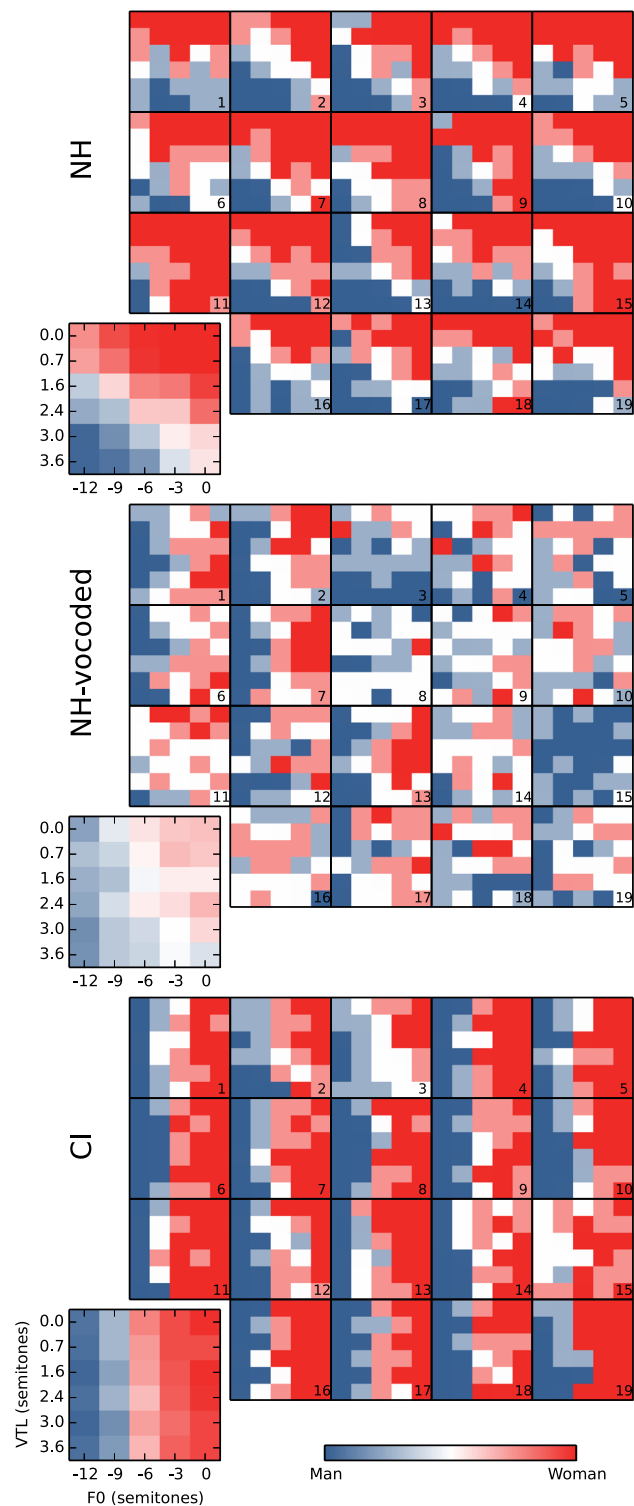 NH
1 2 3 4 5
6 7 8 9 10
11 12 13 14 15
16 17 18 19
0.0
0.7
1.6
2.4
3.0
3.6
-12 -9 -6 -3 0
NH-vocoded
1 2 3 4 5
6 7 8 9 10
11 12 13 14 15
16 17 18 19
0.0
0.7
1.6
2.4
3.0
3.6
-12 -9 -6 -3 0
CI
1 2 3 4 5
6 7 8 9 10
11 12 13 14 15
16 17 18 19
VTL (semitones)
0.0
0.7
1.6
2.4
3.0
3.6
-12 -9 -6 -3 0
F0 (semitones)
Man Woman